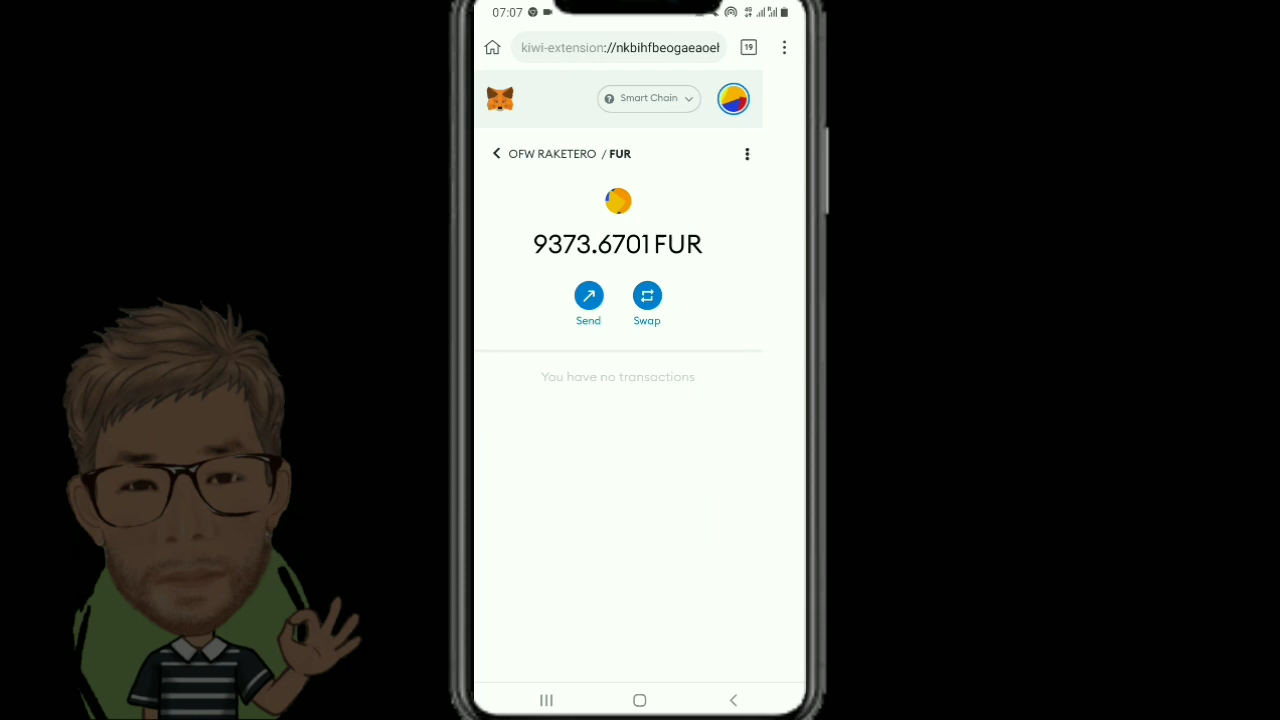 07:07
kiwi-extension://nkbihfbeogaeaoeh
19
Smart Chain
OFW RAKETERO / FUR
9373.6701 FUR
Send
Swap
You have no transactions